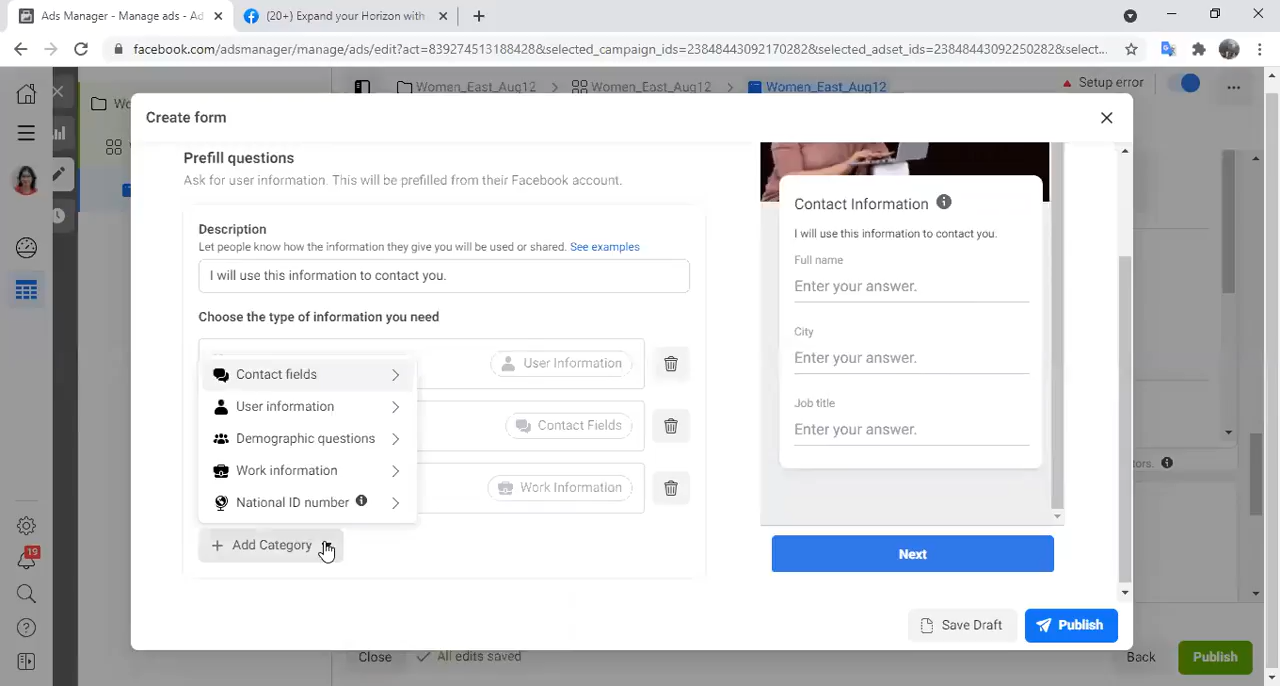 Ads Manager - Manage ads - Ad
(20+) Expand your Horizon with
facebook.com/adsmanager/manage/ads/edit?act=839274513188428&selected_campaign_ids=23848443092170282&selected_adset_ids=23848443092250282&select...
Women_East_Aug12
Women_East_Aug12
Women_East_Aug12
Setup error
Create form
Prefill questions
Ask for user information. This will be prefilled from their Facebook account.
Description
Let people know how the information they give you will be used or shared. See examples
I will use this information to contact you.
Choose the type of information you need
User Information
Contact Fields
Work Information
Contact fields
User information
Demographic questions
Work information
National ID number
+ Add Category
Contact Information
I will use this information to contact you.
Full name
Enter your answer.
City
Enter your answer.
Job title
Enter your answer.
Next
Save Draft
Publish
19
Close
All edits saved
Back
Publish